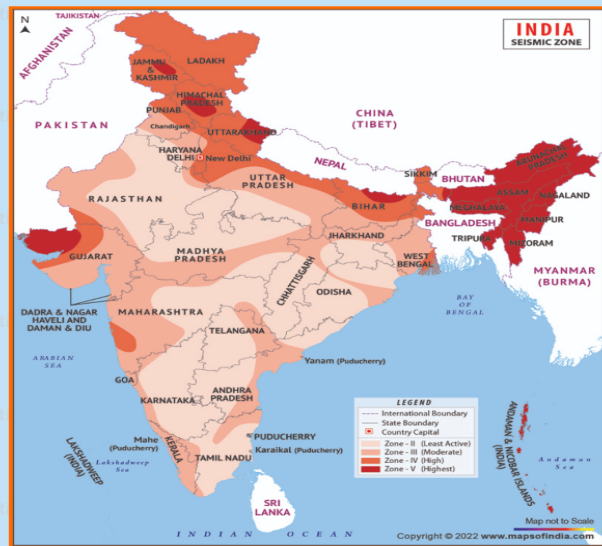 TAJIKISTAN
N
INDIA
SEISMIC ZONE
AFGHANISTAN
JAMMU
&
KASHMIR
LADAKH
HIMACHAL
PRADESH
PAKISTAN
PUNJAB
Chandigarh
UTTARAKHAND
CHINA
(TIBET)
HARYANA
DELHI
New Delhi
NEPAL
RAJASTHAN
UTTAR
PRADESH
SIKKIM
BHUTAN
ARUNACHAL
PRADESH
ASSAM
NAGALAND
BIHAR
MEGHALAYA
MANIPUR
BANGLADESH
TRIPURA
MIZORAM
JHARKHAND
GUJARAT
MADHYA
PRADESH
WEST
BENGAL
CHHATTISGARH
MYANMAR
(BURMA)
ODISHA
DADRA & NAGAR
HAVELI AND
DAMAN & DIU
MAHARASHTRA
BAY
OF
BENGAL
TELANGANA
ARABIAN
SEA
Yanam (Puducherry)
GOA
KARNATAKA
ANDHRA
PRADESH
LEGEND
International Boundary
State Boundary
Country Capital
Zone - II (Least Active)
Zone - III (Moderate)
Zone - IV (High)
Zone - V (Highest)
LAKSHADWEEP
(INDIA)
Mahe
(Puducherry)
Lakshadweep
Sea
KERALA
PUDUCHERRY
Karaikal (Puducherry)
TAMIL NADU
ANDAMAN & NICOBAR ISLANDS
(INDIA)
Andaman
Sea
SRI
LANKA
INDIAN OCEAN
Map not to Scale
Copyright © 2022 www.mapsofindia.com